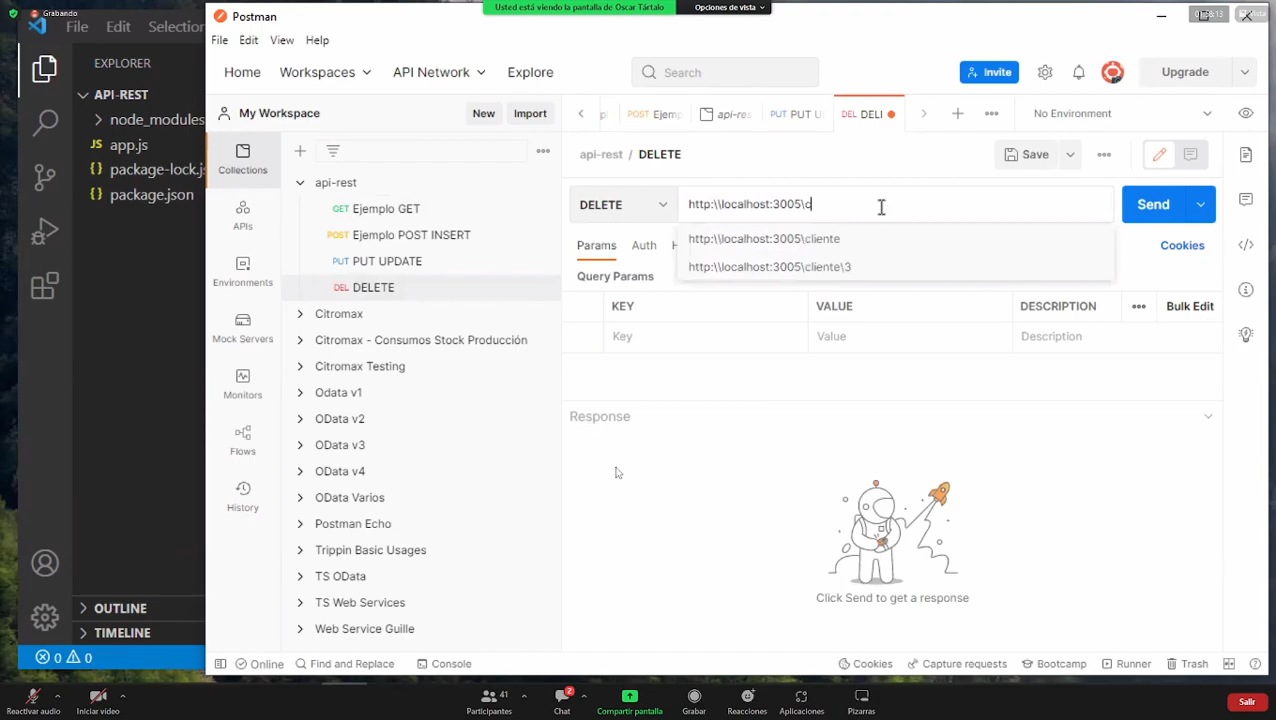 Grabando
Usted está viendo la pantalla de Oscar Tártalo
Opciones de vista
File
Edit
Selection
Postman
File Edit View Help
Home Workspaces API Network Explore
Search
Invite
Upgrade
EXPLORER
API-REST
node_modules
app.js
package-lock.js
package.json
OUTLINE
TIMELINE
0 0
My Workspace
New
Import
Collections
APIs
Environments
Mock Servers
Monitors
Flows
History
api-rest
GET Ejemplo GET
POST Ejemplo POST INSERT
PUT PUT UPDATE
DEL DELETE
Citromax
Citromax - Consumos Stock Producción
Citromax Testing
Odata v1
OData v2
OData v3
OData v4
OData Varios
Postman Echo
Trippin Basic Usages
TS OData
TS Web Services
Web Service Guille
POST Ejemp
api-res
PUT PUT U
DEL DELI
No Environment
api-rest / DELETE
Save
DELETE
http:\\localhost:3005\c
Send
http:\\localhost:3005\cliente
http:\\localhost:3005\cliente\3
Params Auth H
Cookies
Query Params
KEY VALUE DESCRIPTION Bulk Edit
Key Value Description
Response
Click Send to get a response
Online
Find and Replace
Console
Cookies
Capture requests
Bootcamp
Runner
Trash
Reactivar audio
Iniciar video
41
Participantes
2
Chat
Compartir pantalla
Grabar
Reacciones
Aplicaciones
Pizarras
Salir